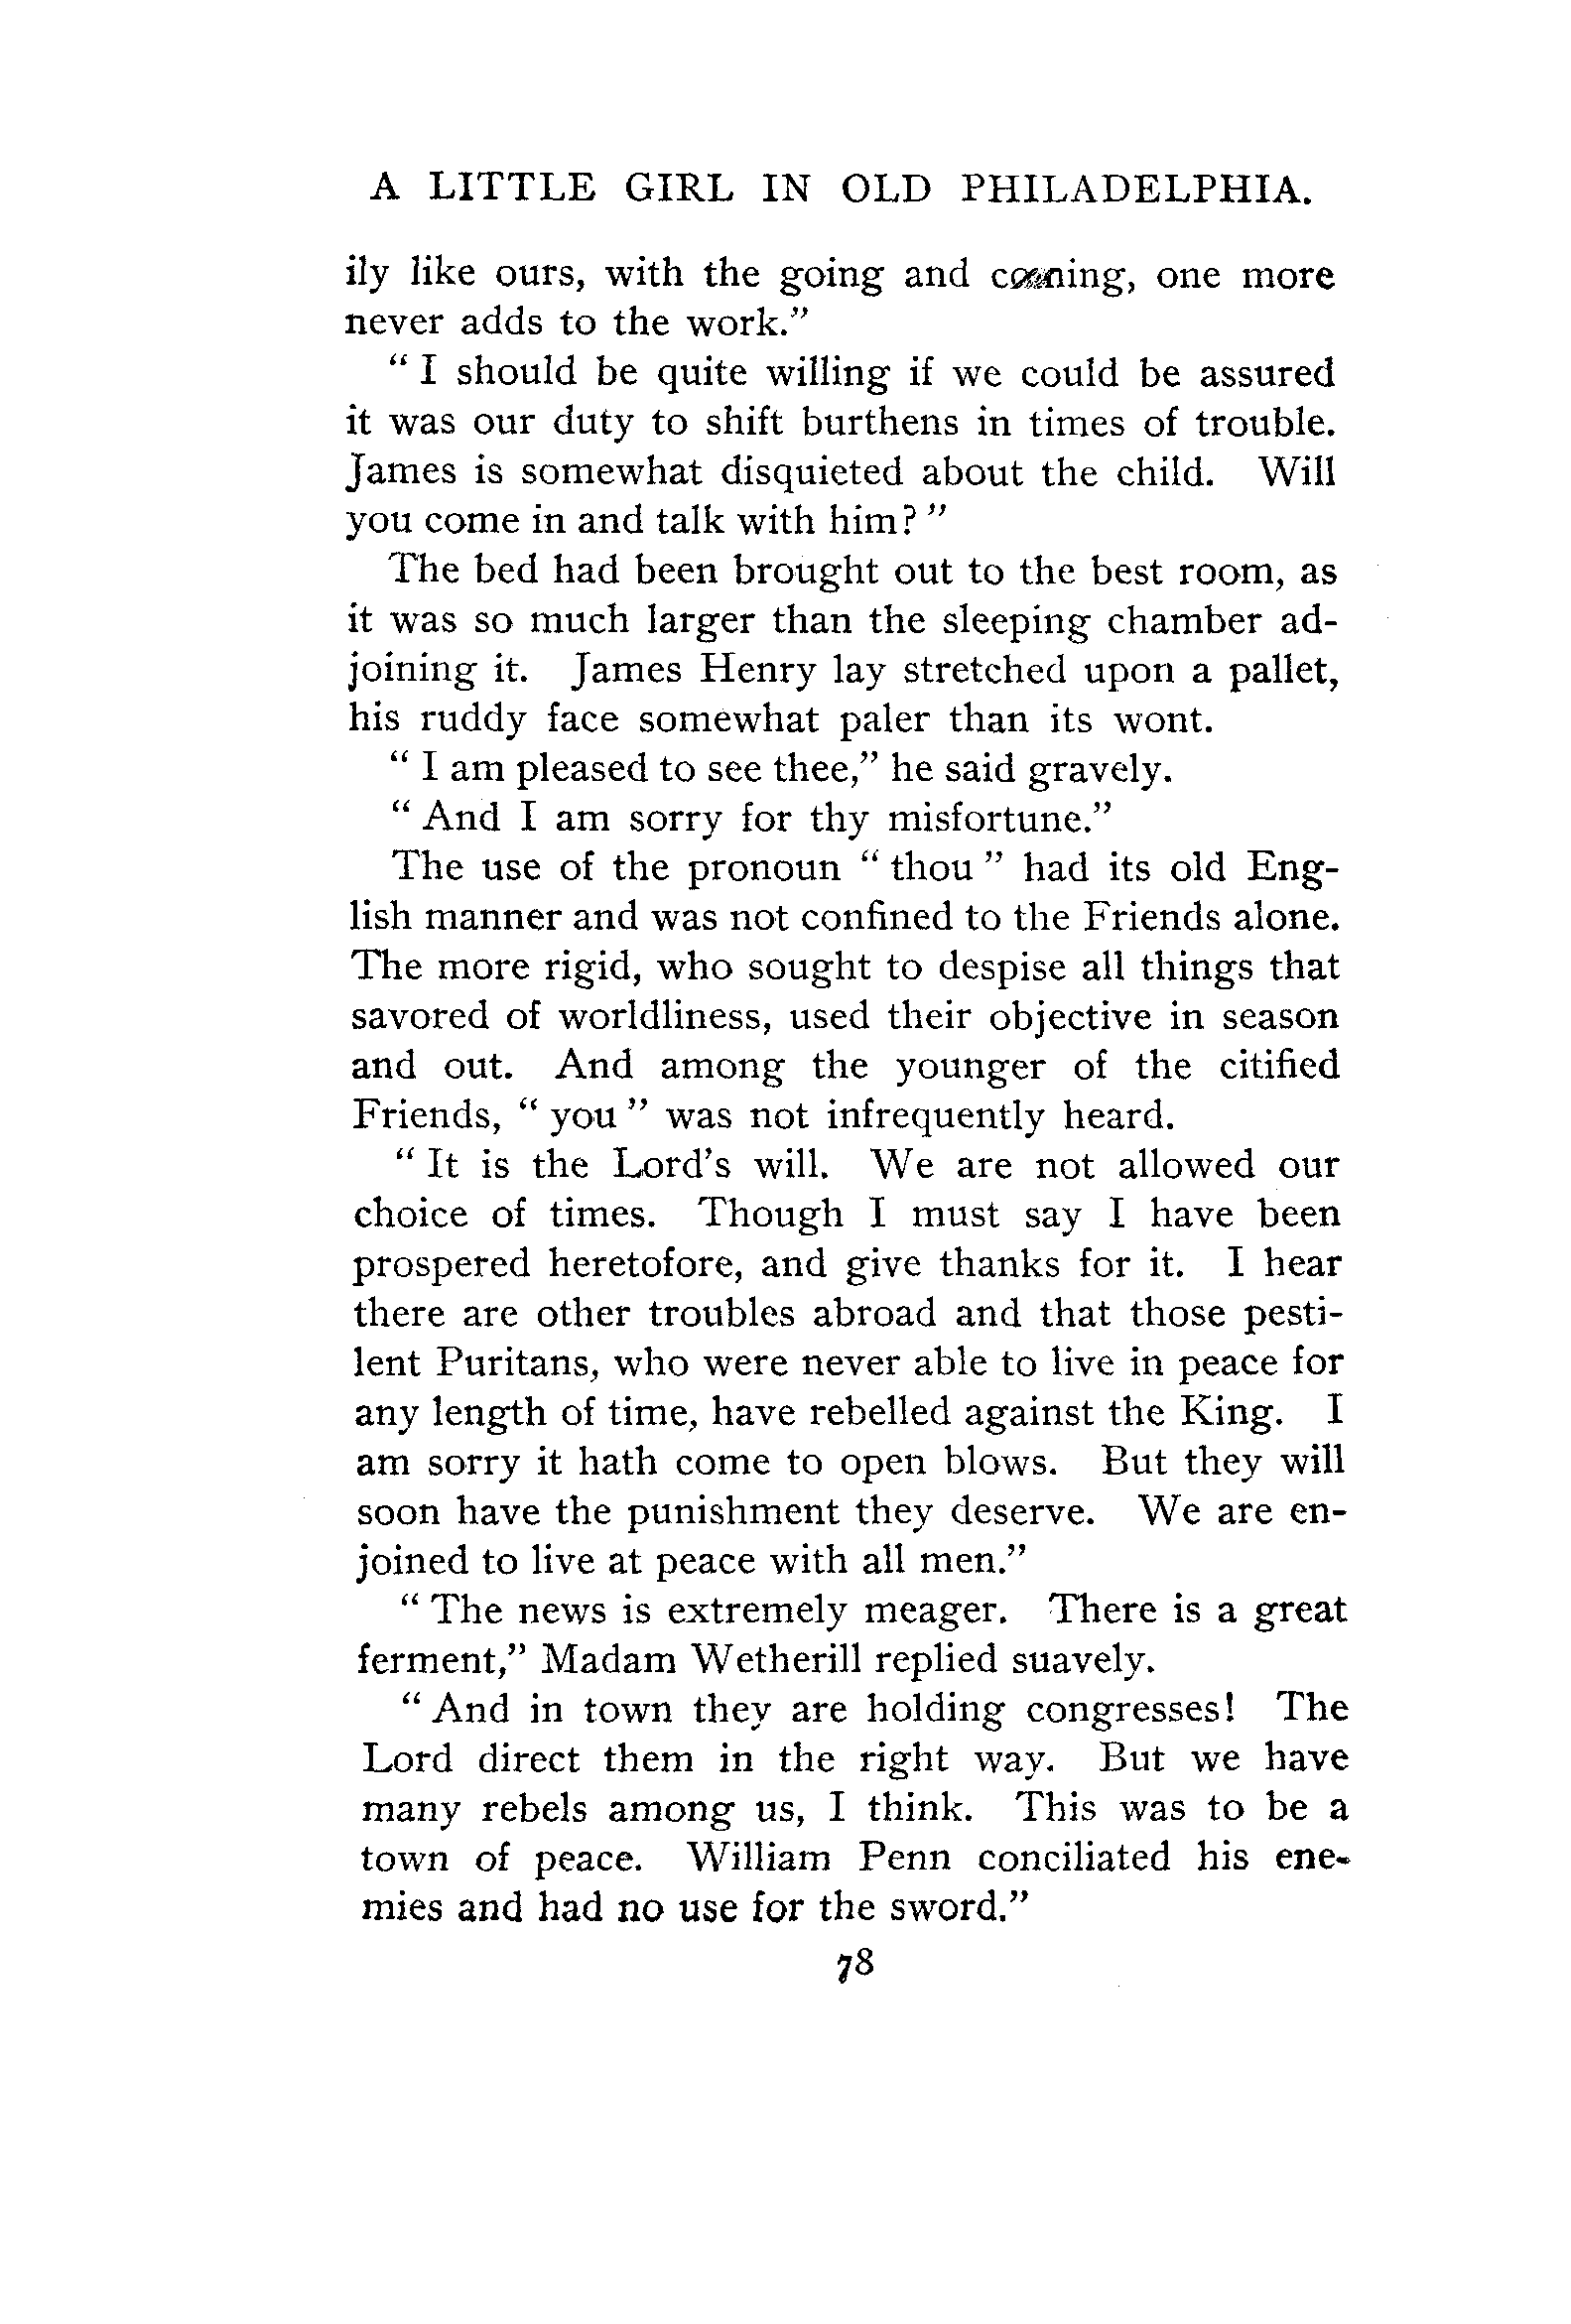 A LITTLE GIRL IN OLD PHILADELPHIA.
ily like ours, with the going and coming, one more
never adds to the work.”
“ I should be quite willing if we could be assured
it was our duty to shift burthens in times of trouble.
James is somewhat disquieted about the child. Will
you come in and talk with him? ”
The bed had been brought out to the best room, as
it was so much larger than the sleeping chamber ad-
joining it. James Henry lay stretched upon a pallet,
his ruddy face somewhat paler than its wont.
“ I am pleased to see thee,” he said gravely.
“ And I am sorry for thy misfortune.”
The use of the pronoun “ thou ” had its old Eng-
lish manner and was not confined to the Friends alone.
The more rigid, who sought to despise all things that
savored of worldliness, used their objective in season
and out. And among the younger of the citified
Friends, “ you ” was not infrequently heard.
“ It is the Lord’s will. We are not allowed our
choice of times. Though I must say I have been
prospered heretofore, and give thanks for it. I hear
there are other troubles abroad and that those pesti-
lent Puritans, who were never able to live in peace for
any length of time, have rebelled against the King. I
am sorry it hath come to open blows. But they will
soon have the punishment they deserve. We are en-
joined to live at peace with all men.”
“ The news is extremely meager. There is a great
ferment,” Madam Wetherill replied suavely.
“ And in town they are holding congresses! The
Lord direct them in the right way. But we have
many rebels among us, I think. This was to be a
town of peace. William Penn conciliated his ene-
mies and had no use for the sword.”
78